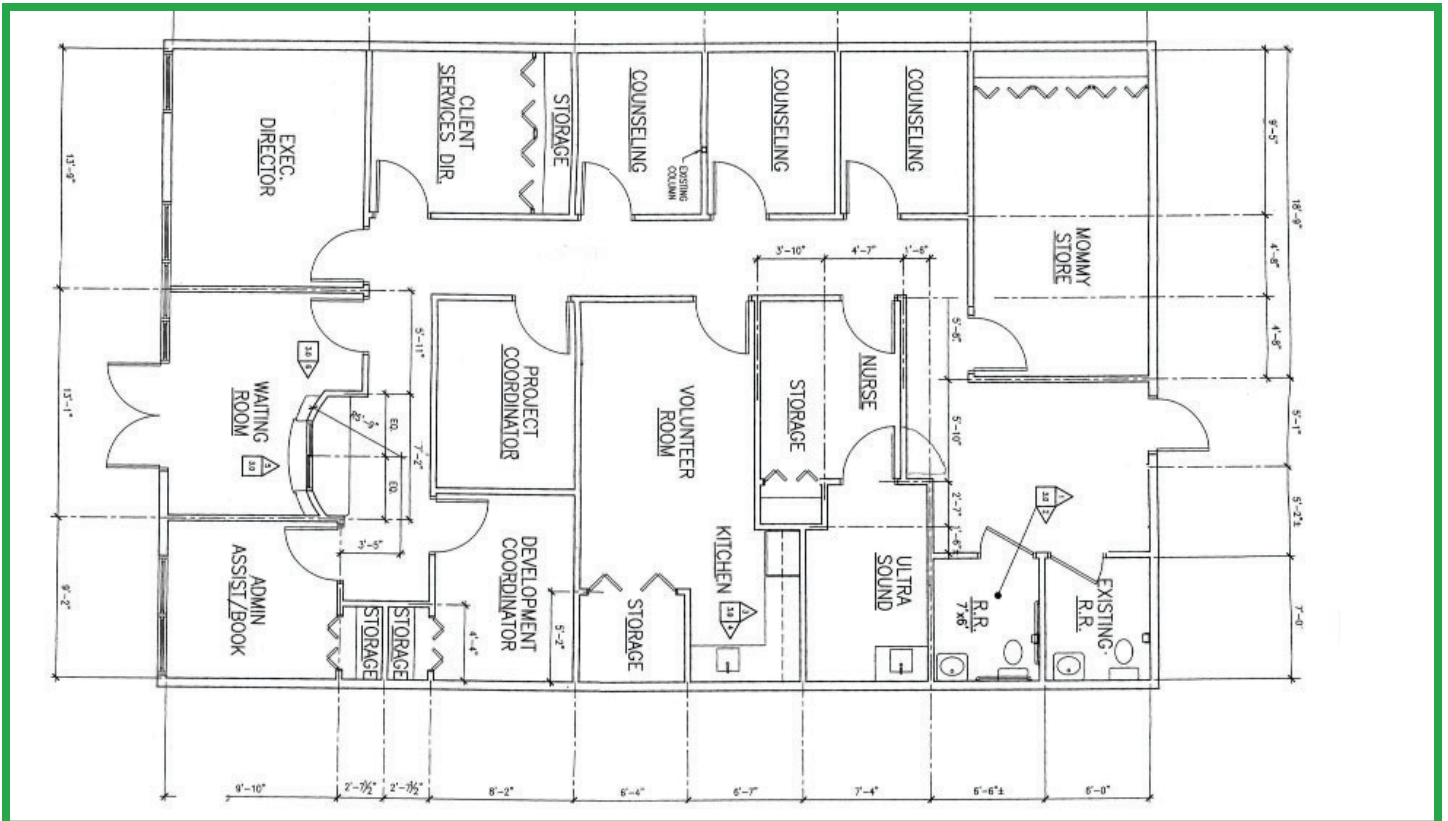 EXEC.
DIRECTOR
CLIENT
SERVICES DIR.
STORAGE
COUNSELING
EXISTING
COLUMN
COUNSELING
COUNSELING
MOMMY
STORE
WAITING
ROOM
PROJECT
COORDINATOR
VOLUNTEER
ROOM
STORAGE
NURSE
ADMIN
ASSIST/BOOK
STORAGE
STORAGE
DEVELOPMENT
COORDINATOR
STORAGE
KITCHEN
ULTRA
SOUND
R.R.
7'x6'
EXISTING
R.R.
13'-9"
13'-1"
9'-2"
5'-11"
R5'-9"
EQ.
7'-2"
EQ.
3'-5"
4'-4"
5'-2"
3'-10"
4'-7"
1'-6"
5'-10"
2'-7"
1'-6"±
9'-5"
18'-9"
4'-8"
4'-8"
5'-1"
5'-2"±
7'-0"
9'-10"
2'-7½"
2'-7½"
8'-2"
6'-4"
6'-7"
7'-4"
6'-6"±
6'-0"